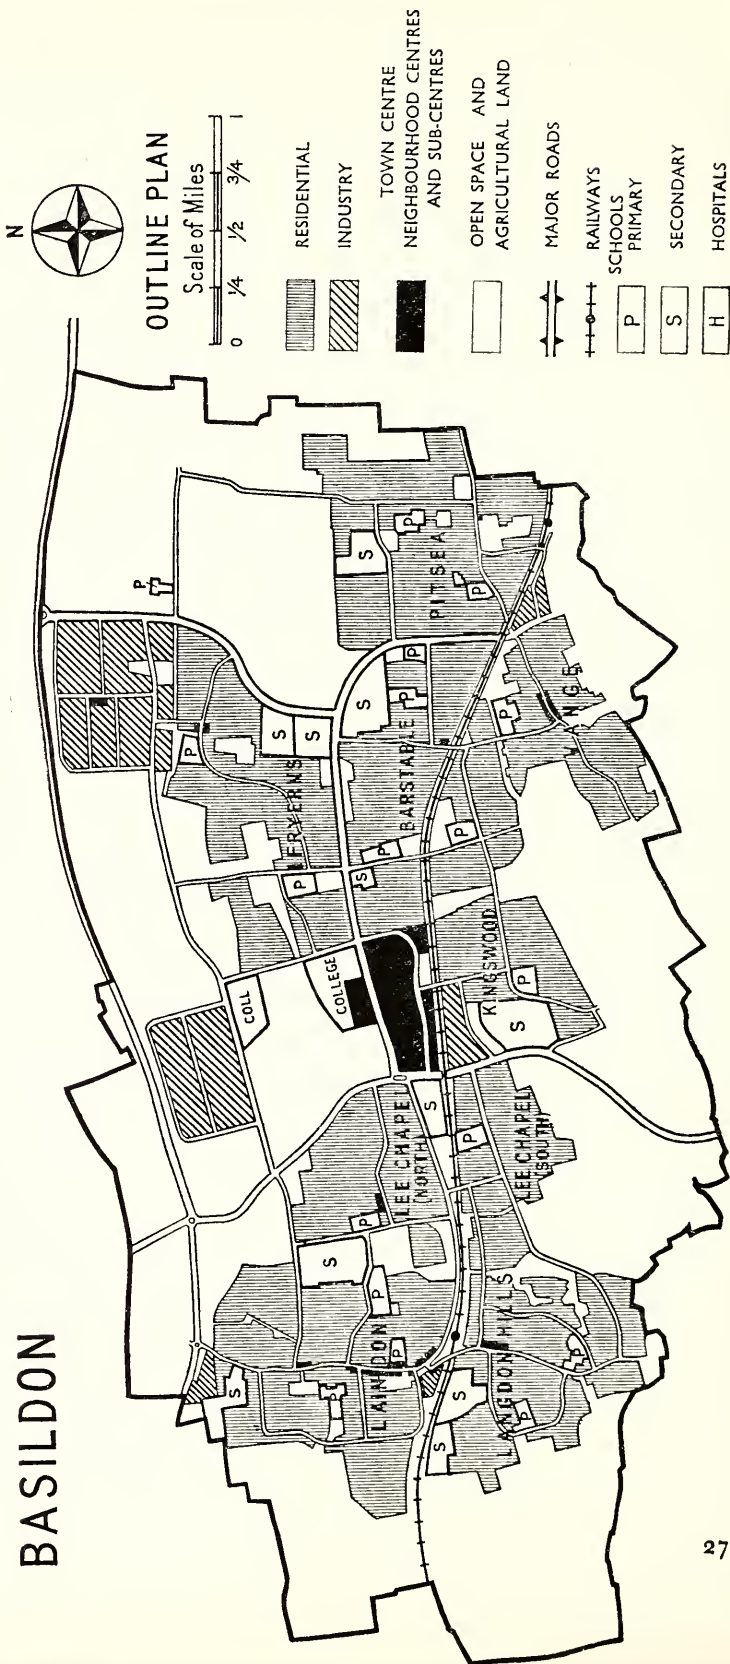 BASILDON
N
OUTLINE PLAN
Scale of Miles
0 1/4 1/2 3/4 1
RESIDENTIAL
INDUSTRY
TOWN CENTRE
NEIGHBOURHOOD CENTRES
AND SUB-CENTRES
OPEN SPACE AND
AGRICULTURAL LAND
MAJOR ROADS
RAILWAYS
SCHOOLS
P PRIMARY
S SECONDARY
H HOSPITALS
P
P
S
COLL
COLLEGE
FRYERNS
S
S
P
S
P
S
P
P
BARSTABLE
S
P
PITSEA
P
P
P
VANGE
KINGSWOOD
P
S
LEE CHAPEL
(NORTH)
S
P
P
LEE CHAPEL
(SOUTH)
S
P
LAINDON
P
P
S
S
S
LANGDON HILLS
P
P
27